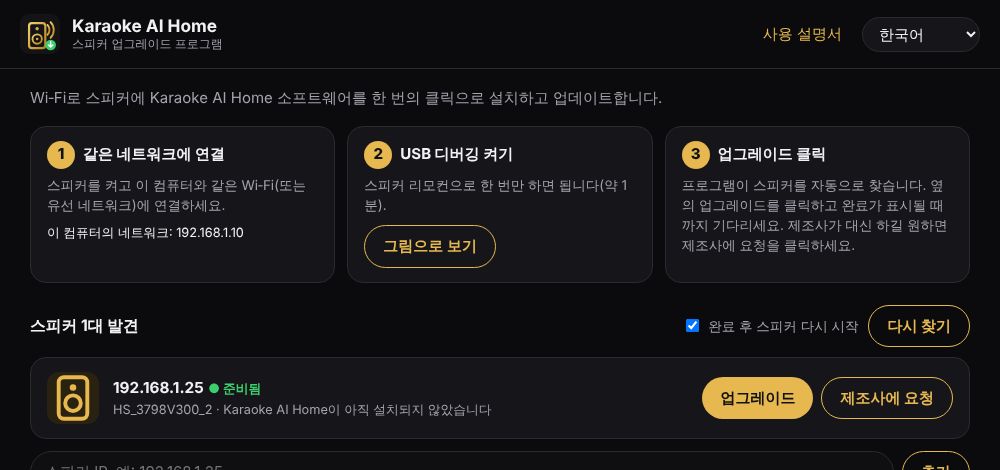 Karaoke AI Home
스피커 업그레이드 프로그램
사용 설명서
한국어
Wi-Fi로 스피커에 Karaoke AI Home 소프트웨어를 한 번의 클릭으로 설치하고 업데이트합니다.
1 같은 네트워크에 연결
스피커를 켜고 이 컴퓨터와 같은 Wi-Fi(또는
유선 네트워크)에 연결하세요.
이 컴퓨터의 네트워크: 192.168.1.10
2 USB 디버깅 켜기
스피커 리모컨으로 한 번만 하면 됩니다(약 1
분).
그림으로 보기
3 업그레이드 클릭
프로그램이 스피커를 자동으로 찾습니다. 옆
의 업그레이드를 클릭하고 완료가 표시될 때
까지 기다리세요. 제조사가 대신 하길 원하면
제조사에 요청을 클릭하세요.
스피커 1대 발견
완료 후 스피커 다시 시작
다시 찾기
192.168.1.25 ● 준비됨
HS_3798V300_2 · Karaoke AI Home이 아직 설치되지 않았습니다
업그레이드
제조사에 요청
스피커 IP, 예: 192.168.1.25
추가